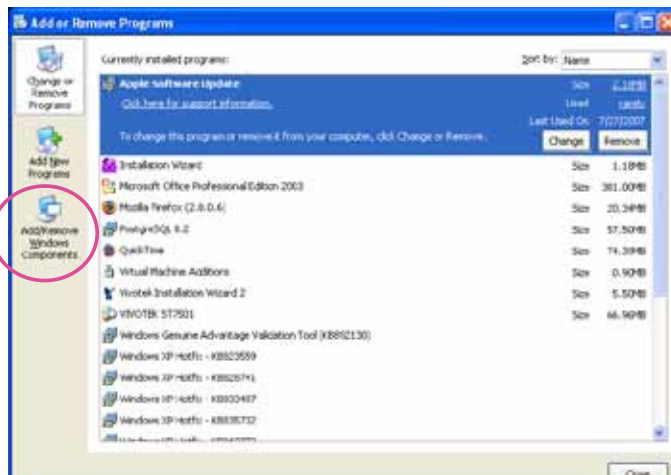 Add or Remove Programs
Change or
Remove
Programs
Add New
Programs
Add/Remove
Windows
Components
Currently installed programs:
Sort by: Name
Apple Software Update
Size 2.18MB
Click here for support information.
Used rarely
Last Used On 7/27/2007
To change this program or remove it from your computer, click Change or Remove.
Change Remove
Installation Wizard Size 1.18MB
Microsoft Office Professional Edition 2003 Size 381.00MB
Mozilla Firefox (2.0.0.6) Size 20.34MB
PostgreSQL 8.2 Size 57.50MB
QuickTime Size 74.39MB
Virtual Machine Additions Size 0.90MB
Vivotek Installation Wizard 2 Size 5.50MB
VIVOTEK ST7501 Size 66.96MB
Windows Genuine Advantage Validation Tool (KB892130)
Windows XP Hotfix - KB823559
Windows XP Hotfix -
Windows XP Hotfix -
Windows XP Hotfix - KB835732
Close